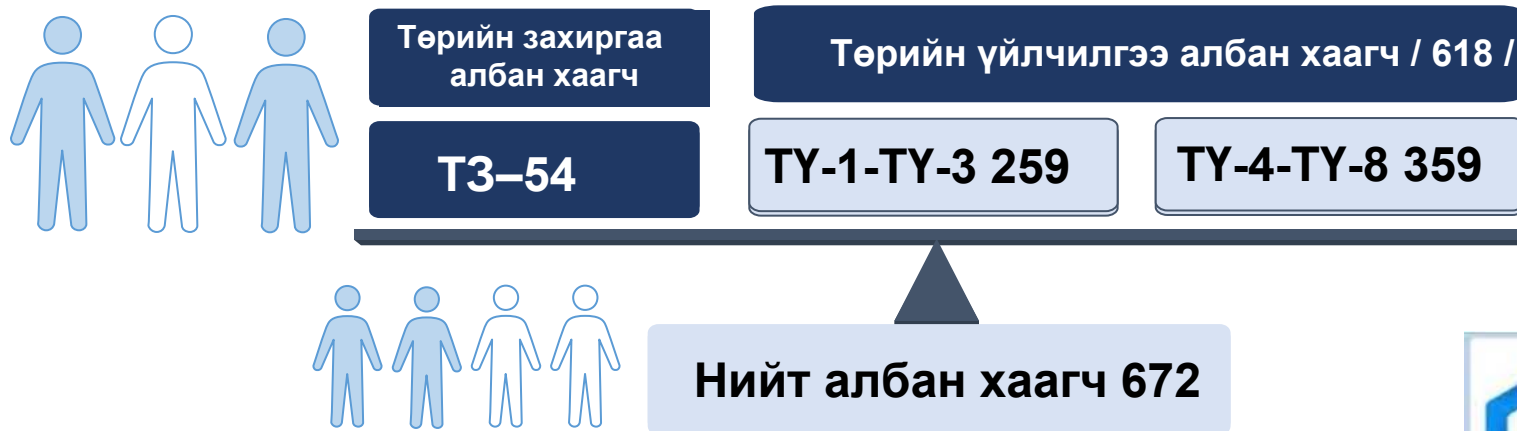 Төрийн захиргаа
албан хаагч
Төрийн үйлчилгээ албан хаагч / 618 /
ТЗ–54
ТҮ-1-ТҮ-3 259
ТҮ-4-ТҮ-8 359
Нийт албан хаагч 672